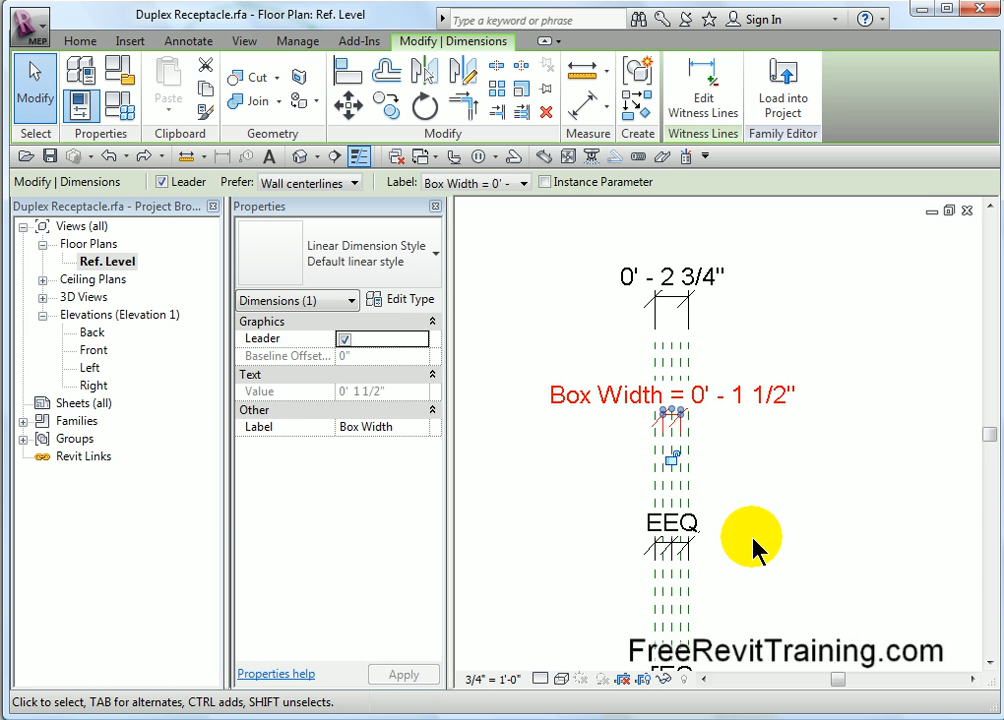 Duplex Receptacle.rfa - Floor Plan: Ref. Level
Type a keyword or phrase
Sign In
MEP
Home Insert Annotate View Manage Add-Ins Modify | Dimensions
Modify
Paste
Cut
Join
Edit
Witness Lines
Load into
Project
Select Properties Clipboard Geometry Modify Measure Create Witness Lines Family Editor
Modify | Dimensions Leader Prefer: Wall centerlines Label: Box Width = 0' - Instance Parameter
Duplex Receptacle.rfa - Project Bro...
Views (all)
Floor Plans
Ref. Level
Ceiling Plans
3D Views
Elevations (Elevation 1)
Back
Front
Left
Right
Sheets (all)
Families
Groups
Revit Links
Properties
Linear Dimension Style
Default linear style
Dimensions (1) Edit Type
Graphics
Leader
Baseline Offset... 0"
Text
Value 0' 1 1/2"
Other
Label Box Width
Properties help Apply
0' - 2 3/4"
Box Width = 0' - 1 1/2"
FreeRevitTraining.com
3/4" = 1'-0"
Click to select, TAB for alternates, CTRL adds, SHIFT unselects.